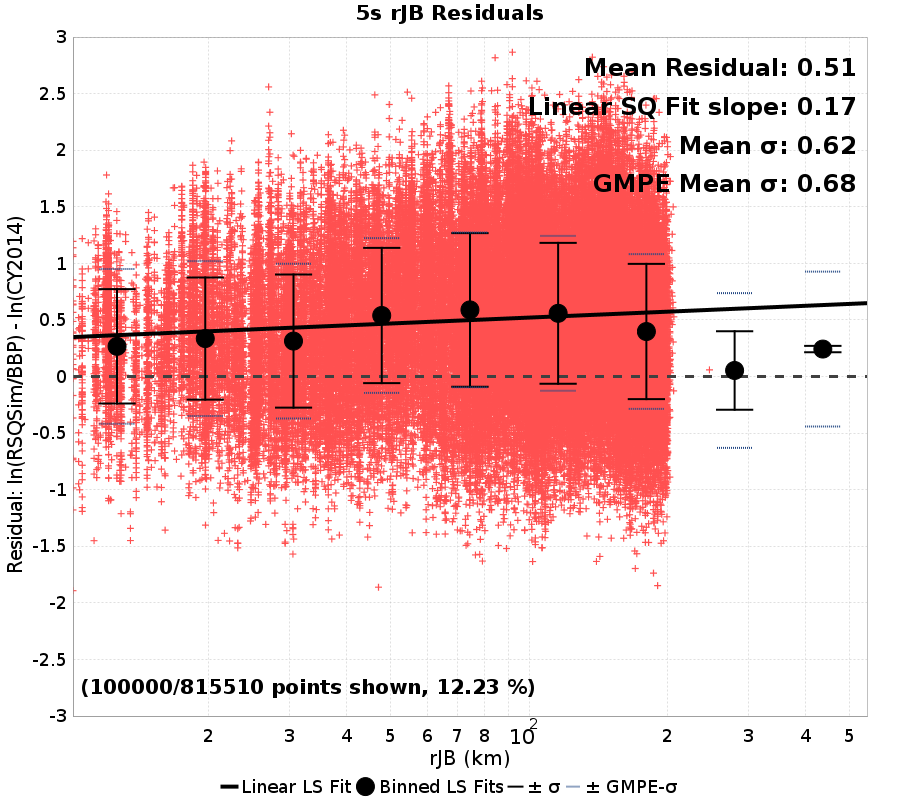 5s rJB Residuals
Residual: ln(RSQSim/BBP) - ln(CY2014)
3
2.5
2
1.5
1
0.5
0
-0.5
-1
-1.5
-2
-2.5
-3
Mean Residual: 0.51
Linear SQ Fit slope: 0.17
Mean σ: 0.62
GMPE Mean σ: 0.68
(100000/815510 points shown, 12.23 %)
2 3 4 5 6 7 8 10² 2 3 4 5
rJB (km)
Linear LS Fit Binned LS Fits ± σ ± GMPE-σ